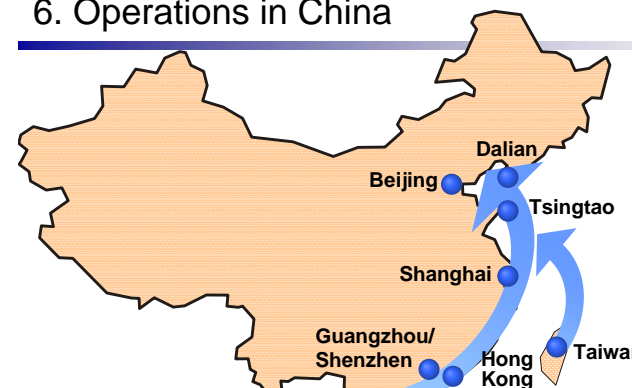 6. Operations in China
Dalian
Beijing
Tsingtao
Shanghai
Guangzhou/
Shenzhen
Hong
Kong
Taiwa